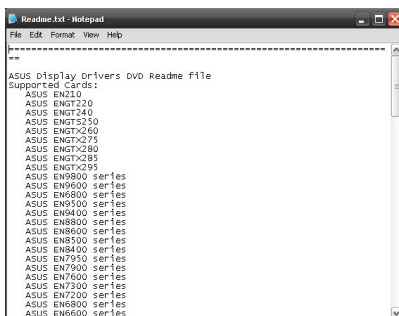 Readme.txt - Notepad
File Edit Format View Help
--------------------------------------------------------------------
==
ASUS Display Drivers DVD Readme file
Supported Cards:
ASUS EN210
ASUS ENGT220
ASUS ENGT240
ASUS ENGTS250
ASUS ENGTX260
ASUS ENGTX275
ASUS ENGTX280
ASUS ENGTX285
ASUS ENGTX295
ASUS EN9800 series
ASUS EN9600 series
ASUS EN6800 series
ASUS EN9500 series
ASUS EN9400 series
ASUS EN8800 series
ASUS EN8600 series
ASUS EN8500 series
ASUS EN8400 series
ASUS EN7950 series
ASUS EN7900 series
ASUS EN7600 series
ASUS EN7300 series
ASUS EN7200 series
ASUS EN6800 series
ASUS EN6600 series